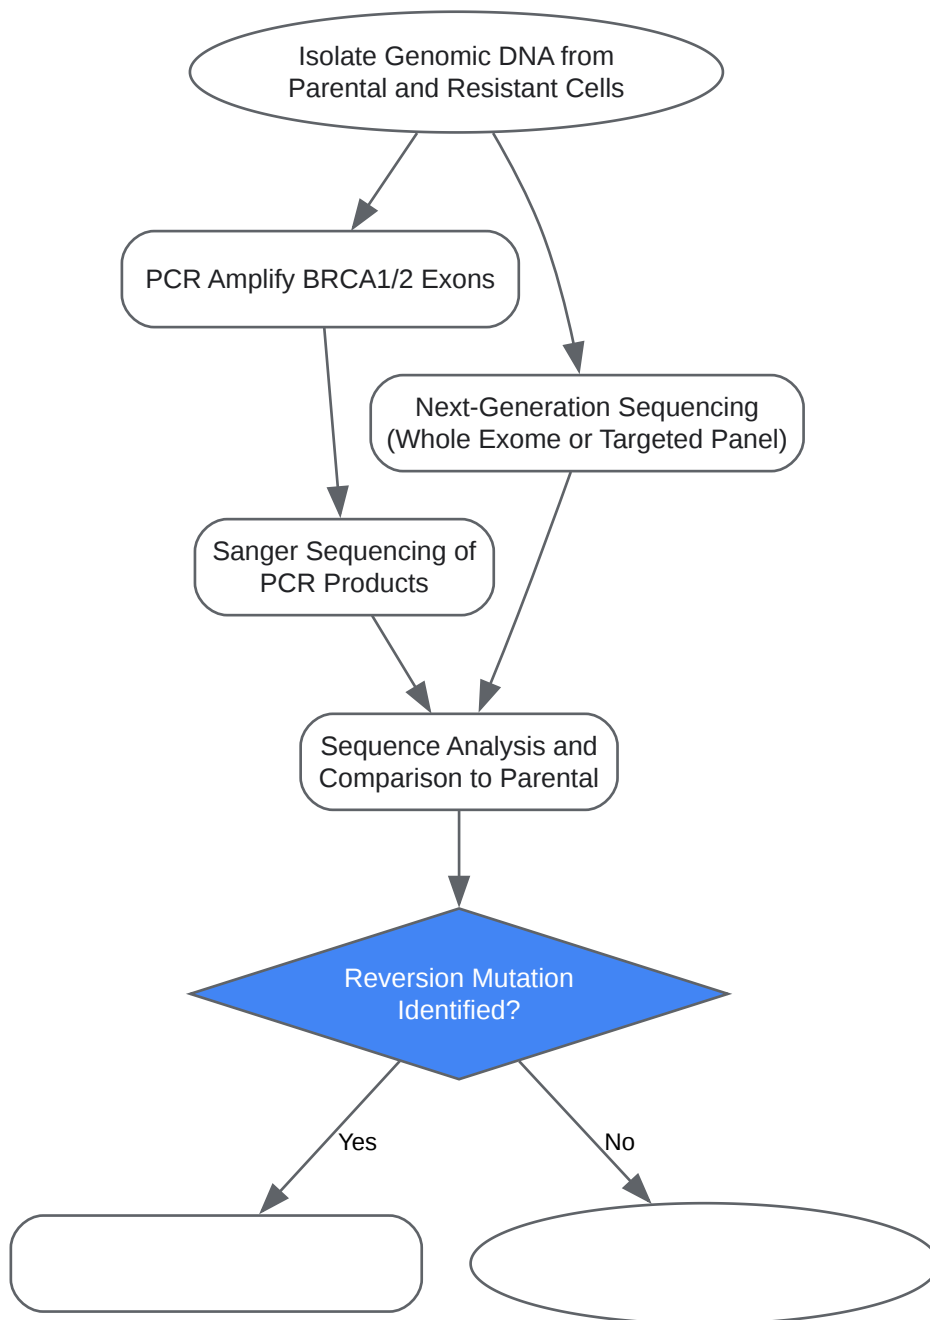 Isolate Genomic DNA from
Parental and Resistant Cells
PCR Amplify BRCA1/2 Exons
Next-Generation Sequencing
(Whole Exome or Targeted Panel)
Sanger Sequencing of
PCR Products
Sequence Analysis and
Comparison to Parental
Reversion Mutation
Identified?
Yes
No